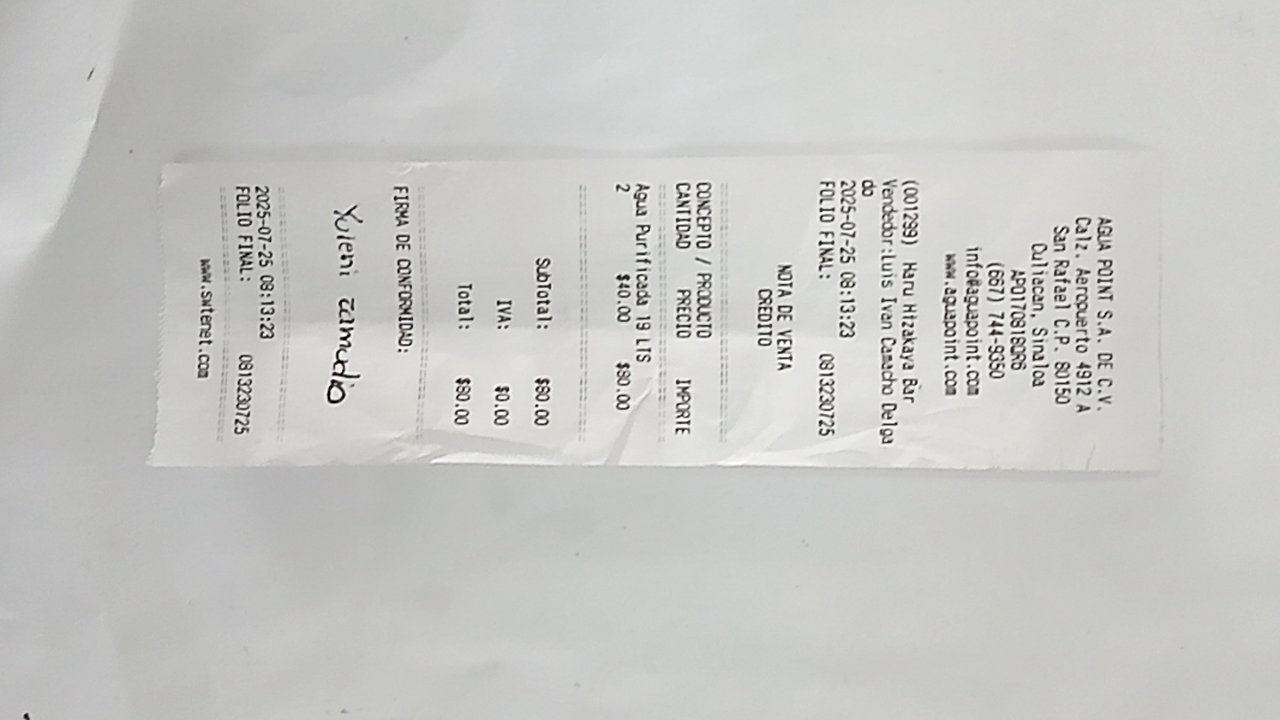 AGUA POINT S.A. DE C.V.
Calz. Aeropuerto 4912 A
San Rafael C.P. 80150
Culiacan, Sinaloa
APO170818QR6
(667) 744-9350
info@aguapoint.com
www.aguapoint.com
(001299) Haru HIzakaya Bar
Vendedor:Luis Ivan Camacho Delga
do
2025-07-25 08:13:23
FOLIO FINAL: 0813230725
NOTA DE VENTA
CREDITO
CONCEPTO / PRODUCTO
CANTIDAD PRECIO IMPORTE
Agua Purificada 19 LTS
2 $40.00 $80.00
SubTotal: $80.00
IVA: $0.00
Total: $80.00
FIRMA DE CONFORMIDAD:
Yuleni zamudio
2025-07-25 08:13:23
FOLIO FINAL: 0813230725
www.smtenet.com